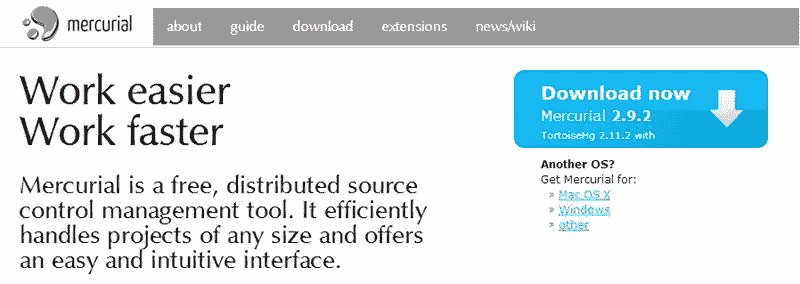 mercurial about guide download extensions news/wiki
Work easier
Work faster
Mercurial is a free, distributed source
control management tool. It efficiently
handles projects of any size and offers
an easy and intuitive interface.
Download now
Mercurial 2.9.2
TortoiseHg 2.11.2 with
Another OS?
Get Mercurial for:
» Mac OS X
» Windows
» other